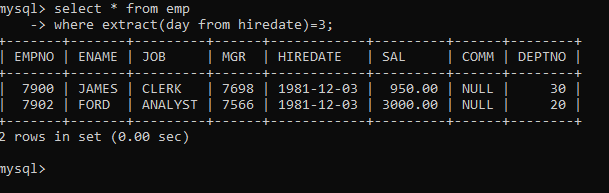 mysql> select * from emp
    -> where extract(day from hiredate)=3;
+-------+-------+---------+------+------------+---------+------+--------+
| EMPNO | ENAME | JOB     | MGR  | HIREDATE   | SAL     | COMM | DEPTNO |
+-------+-------+---------+------+------------+---------+------+--------+
|  7900 | JAMES | CLERK   | 7698 | 1981-12-03 |  950.00 | NULL |     30 |
|  7902 | FORD  | ANALYST | 7566 | 1981-12-03 | 3000.00 | NULL |     20 |
+-------+-------+---------+------+------------+---------+------+--------+
2 rows in set (0.00 sec)
mysql>